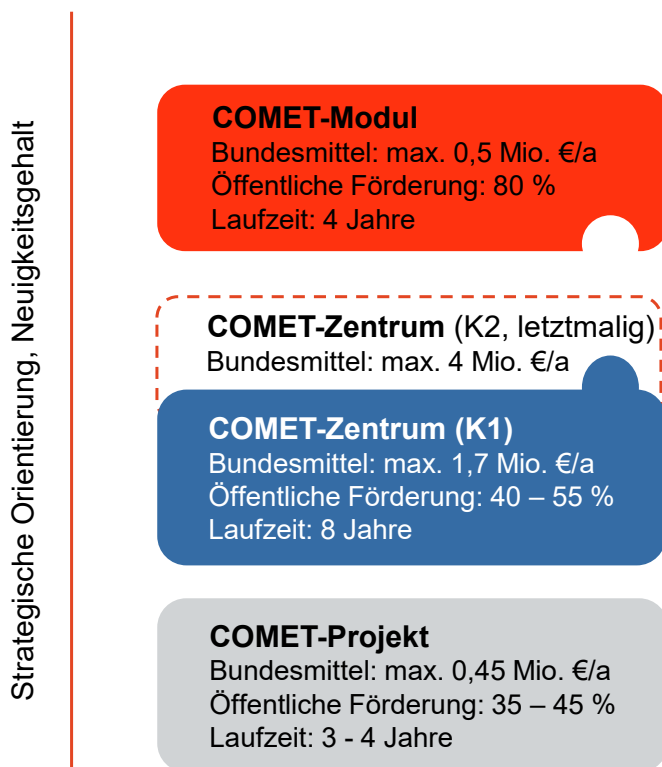 Strategische Orientierung, Neuigkeitsgehalt
COMET-Modul
Bundesmittel: max. 0,5 Mio. €/a
Öffentliche Förderung: 80 %
Laufzeit: 4 Jahre
COMET-Zentrum (K2, letztmalig)
Bundesmittel: max. 4 Mio. €/a
COMET-Zentrum (K1)
Bundesmittel: max. 1,7 Mio. €/a
Öffentliche Förderung: 40 – 55 %
Laufzeit: 8 Jahre
COMET-Projekt
Bundesmittel: max. 0,45 Mio. €/a
Öffentliche Förderung: 35 – 45 %
Laufzeit: 3 - 4 Jahre